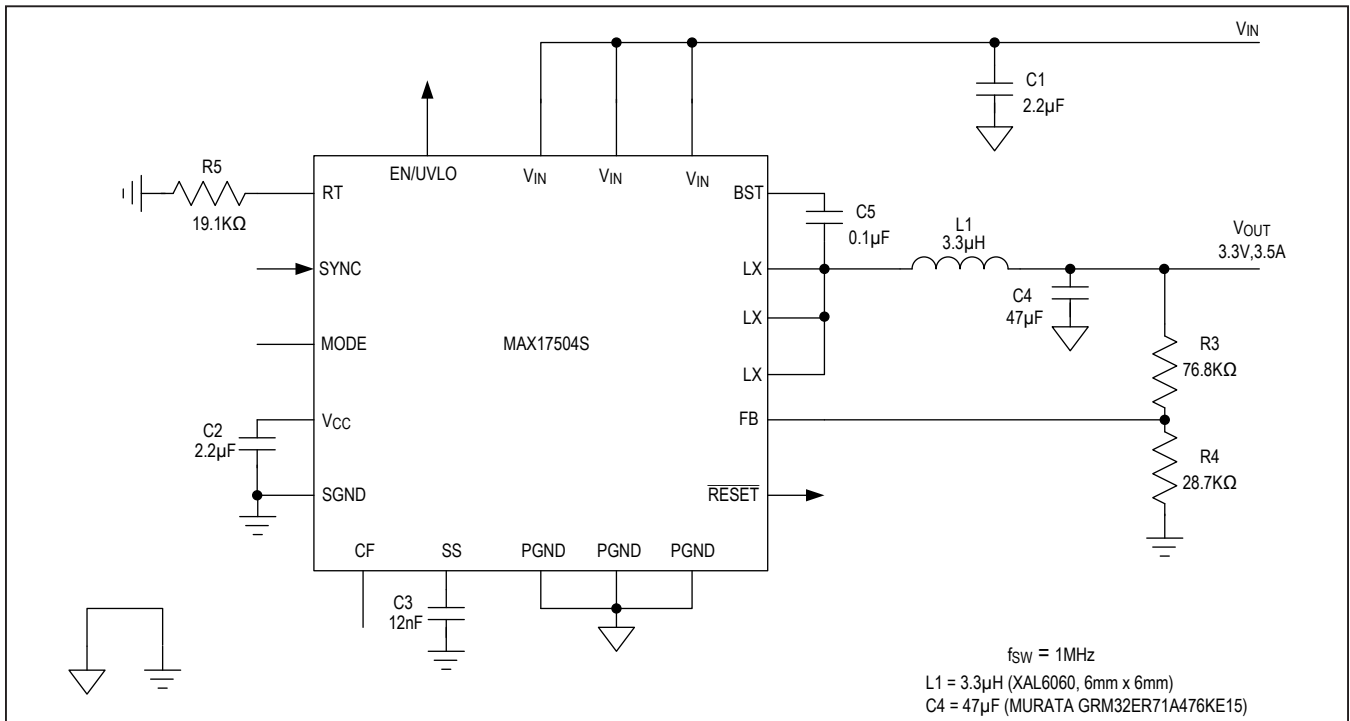 VIN
C1
2.2µF
R5
19.1KΩ
EN/UVLO
VIN
VIN
VIN
RT
BST
C5
0.1µF
L1
3.3µH
VOUT
3.3V,3.5A
SYNC
LX
C4
47µF
LX
MODE
MAX17504S
R3
76.8KΩ
LX
C2
2.2µF
VCC
FB
R4
28.7KΩ
SGND
RESET
CF
SS
PGND
PGND
PGND
C3
12nF
fSW = 1MHz
L1 = 3.3µH (XAL6060, 6mm x 6mm)
C4 = 47µF (MURATA GRM32ER71A476KE15)